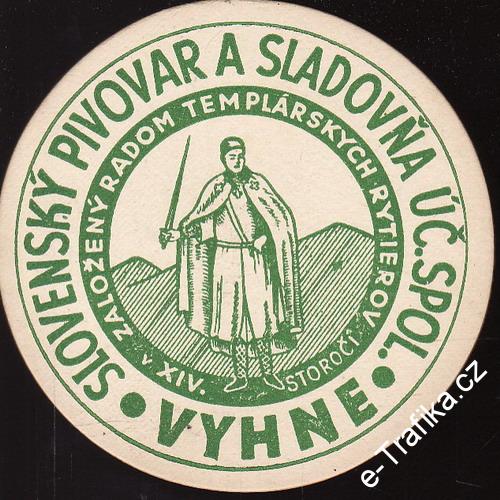 SLOVENSKÝ PIVOVAR A SLADOVŇA ÚČ. SPOL.
VYHNE
ZALOŽENÝ RADOM TEMPLÁRSKYCH RYTIEROV
V XIV. STOROČÍ
e-Trafika.cz